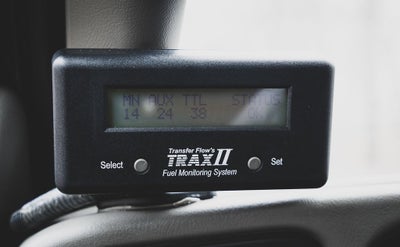 MN AUX TTL STATUS
14 24 38 OK
Transfer Flow's
TRAX II
Fuel Monitoring System
Select
Set